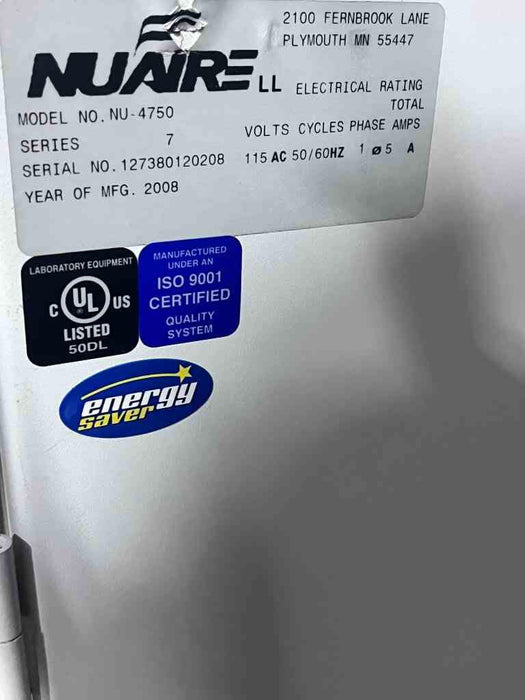 2100 FERNBROOK LANE
PLYMOUTH MN 55447
NUAIRE LL
ELECTRICAL RATING
TOTAL
MODEL NO. NU-4750
VOLTS CYCLES PHASE AMPS
SERIES 7
115 AC 50/60HZ 1 ø 5 A
SERIAL NO. 127380120208
YEAR OF MFG. 2008
LABORATORY EQUIPMENT
C UL ® US
LISTED
50DL
MANUFACTURED
UNDER AN
ISO 9001
CERTIFIED
QUALITY
SYSTEM
energy
saver